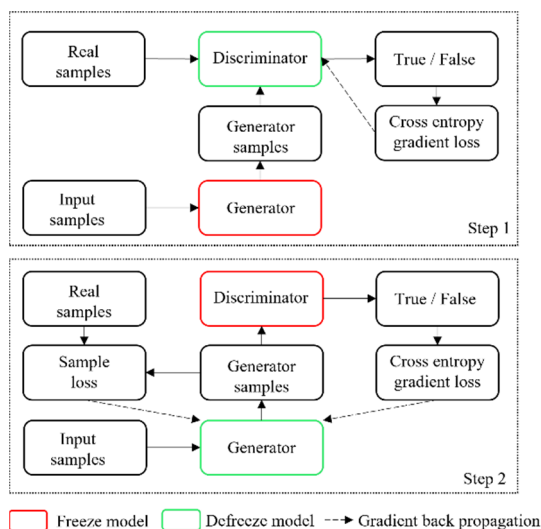 Real
samples
Discriminator
True / False
Generator
samples
Cross entropy
gradient loss
Input
samples
Generator
Step 1
Real
samples
Discriminator
True / False
Sample
loss
Generator
samples
Cross entropy
gradient loss
Input
samples
Generator
Step 2
Freeze model
Defreeze model
Gradient back propagation